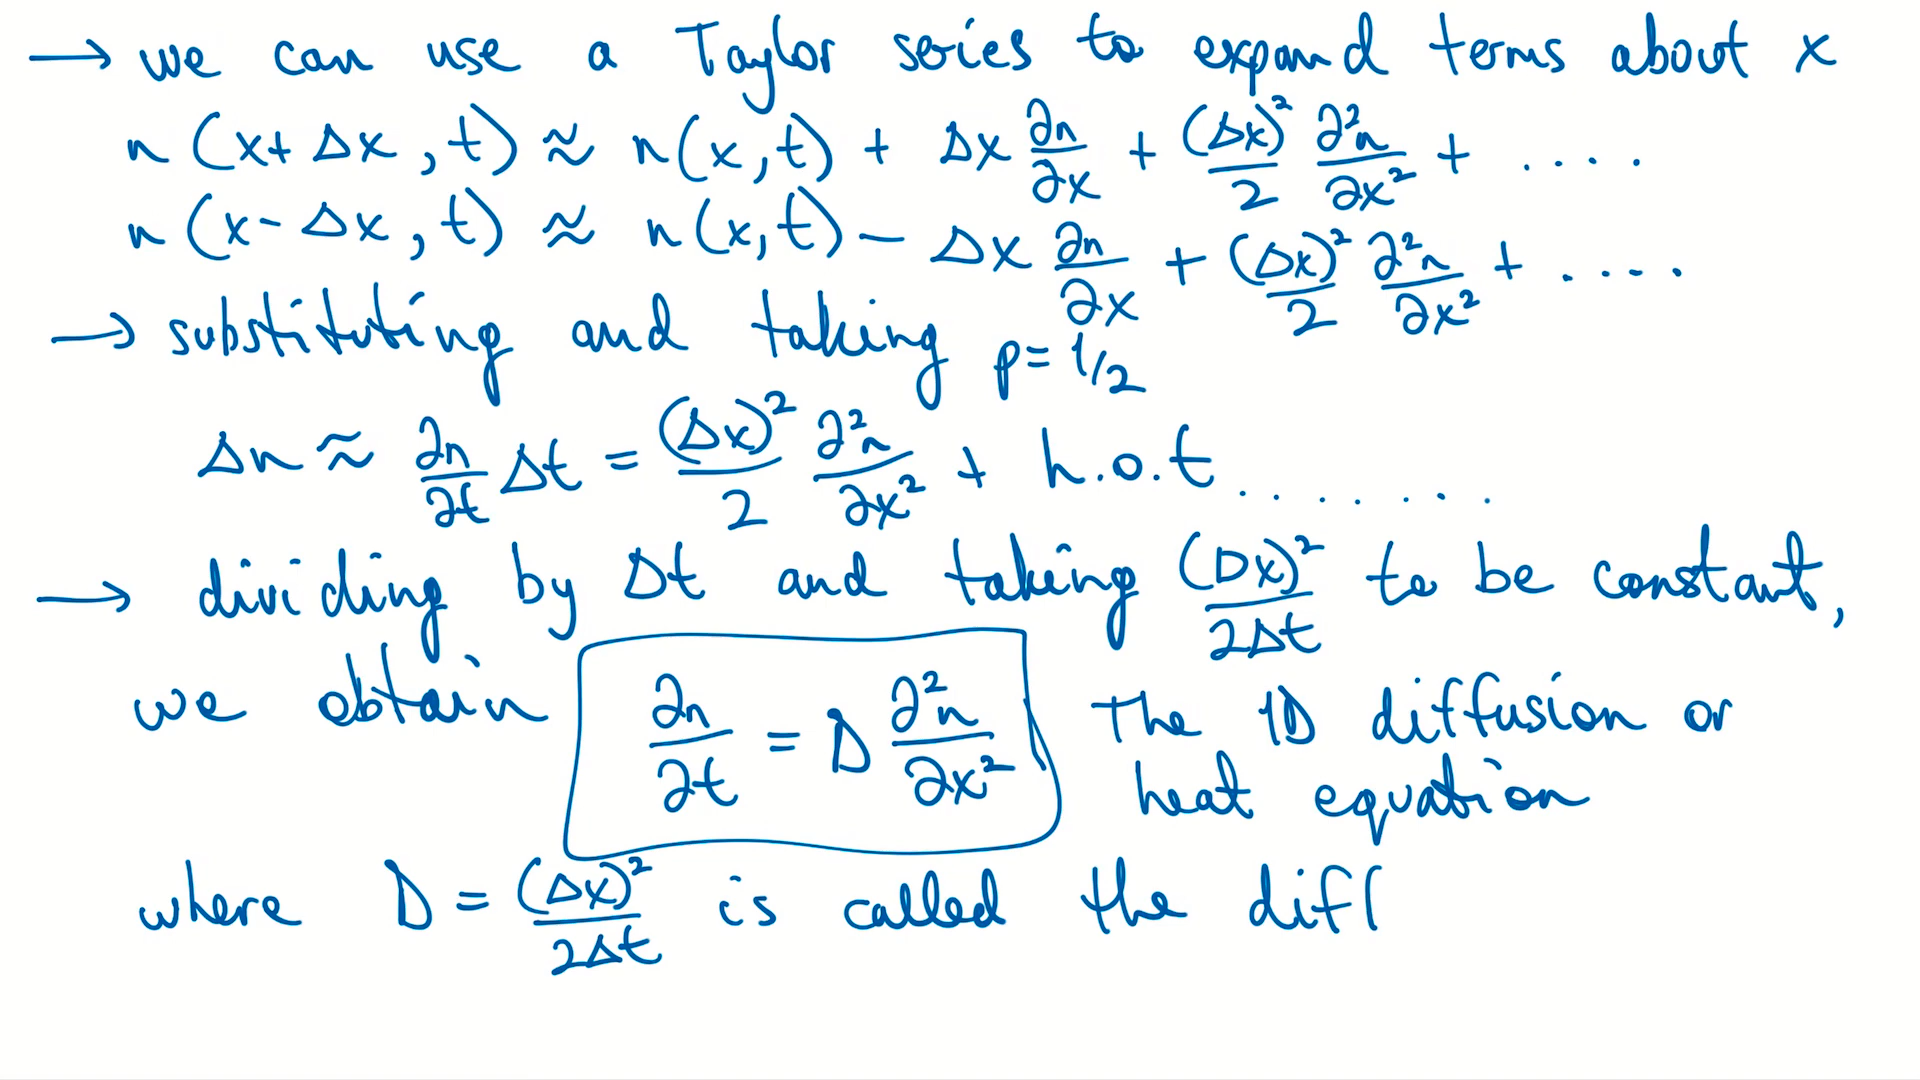 → we can use a Taylor series to expand terms about x
n(x+Δx,t) ≈ n(x,t) + Δx ∂n/∂x + (Δx)²/2 ∂²n/∂x² + ....
n(x-Δx,t) ≈ n(x,t) - Δx ∂n/∂x + (Δx)²/2 ∂²n/∂x² + ....
→ substituting and taking p=1/2
Δn ≈ ∂n/∂t Δt = (Δx)²/2 ∂²n/∂x² + h.o.t ........
→ dividing by Δt and taking (Dx)²/2Δt to be constant,
we obtain ∂n/∂t = D ∂²n/∂x² The 1D diffusion or
heat equation
where D = (Δx)²/2Δt is called the diff